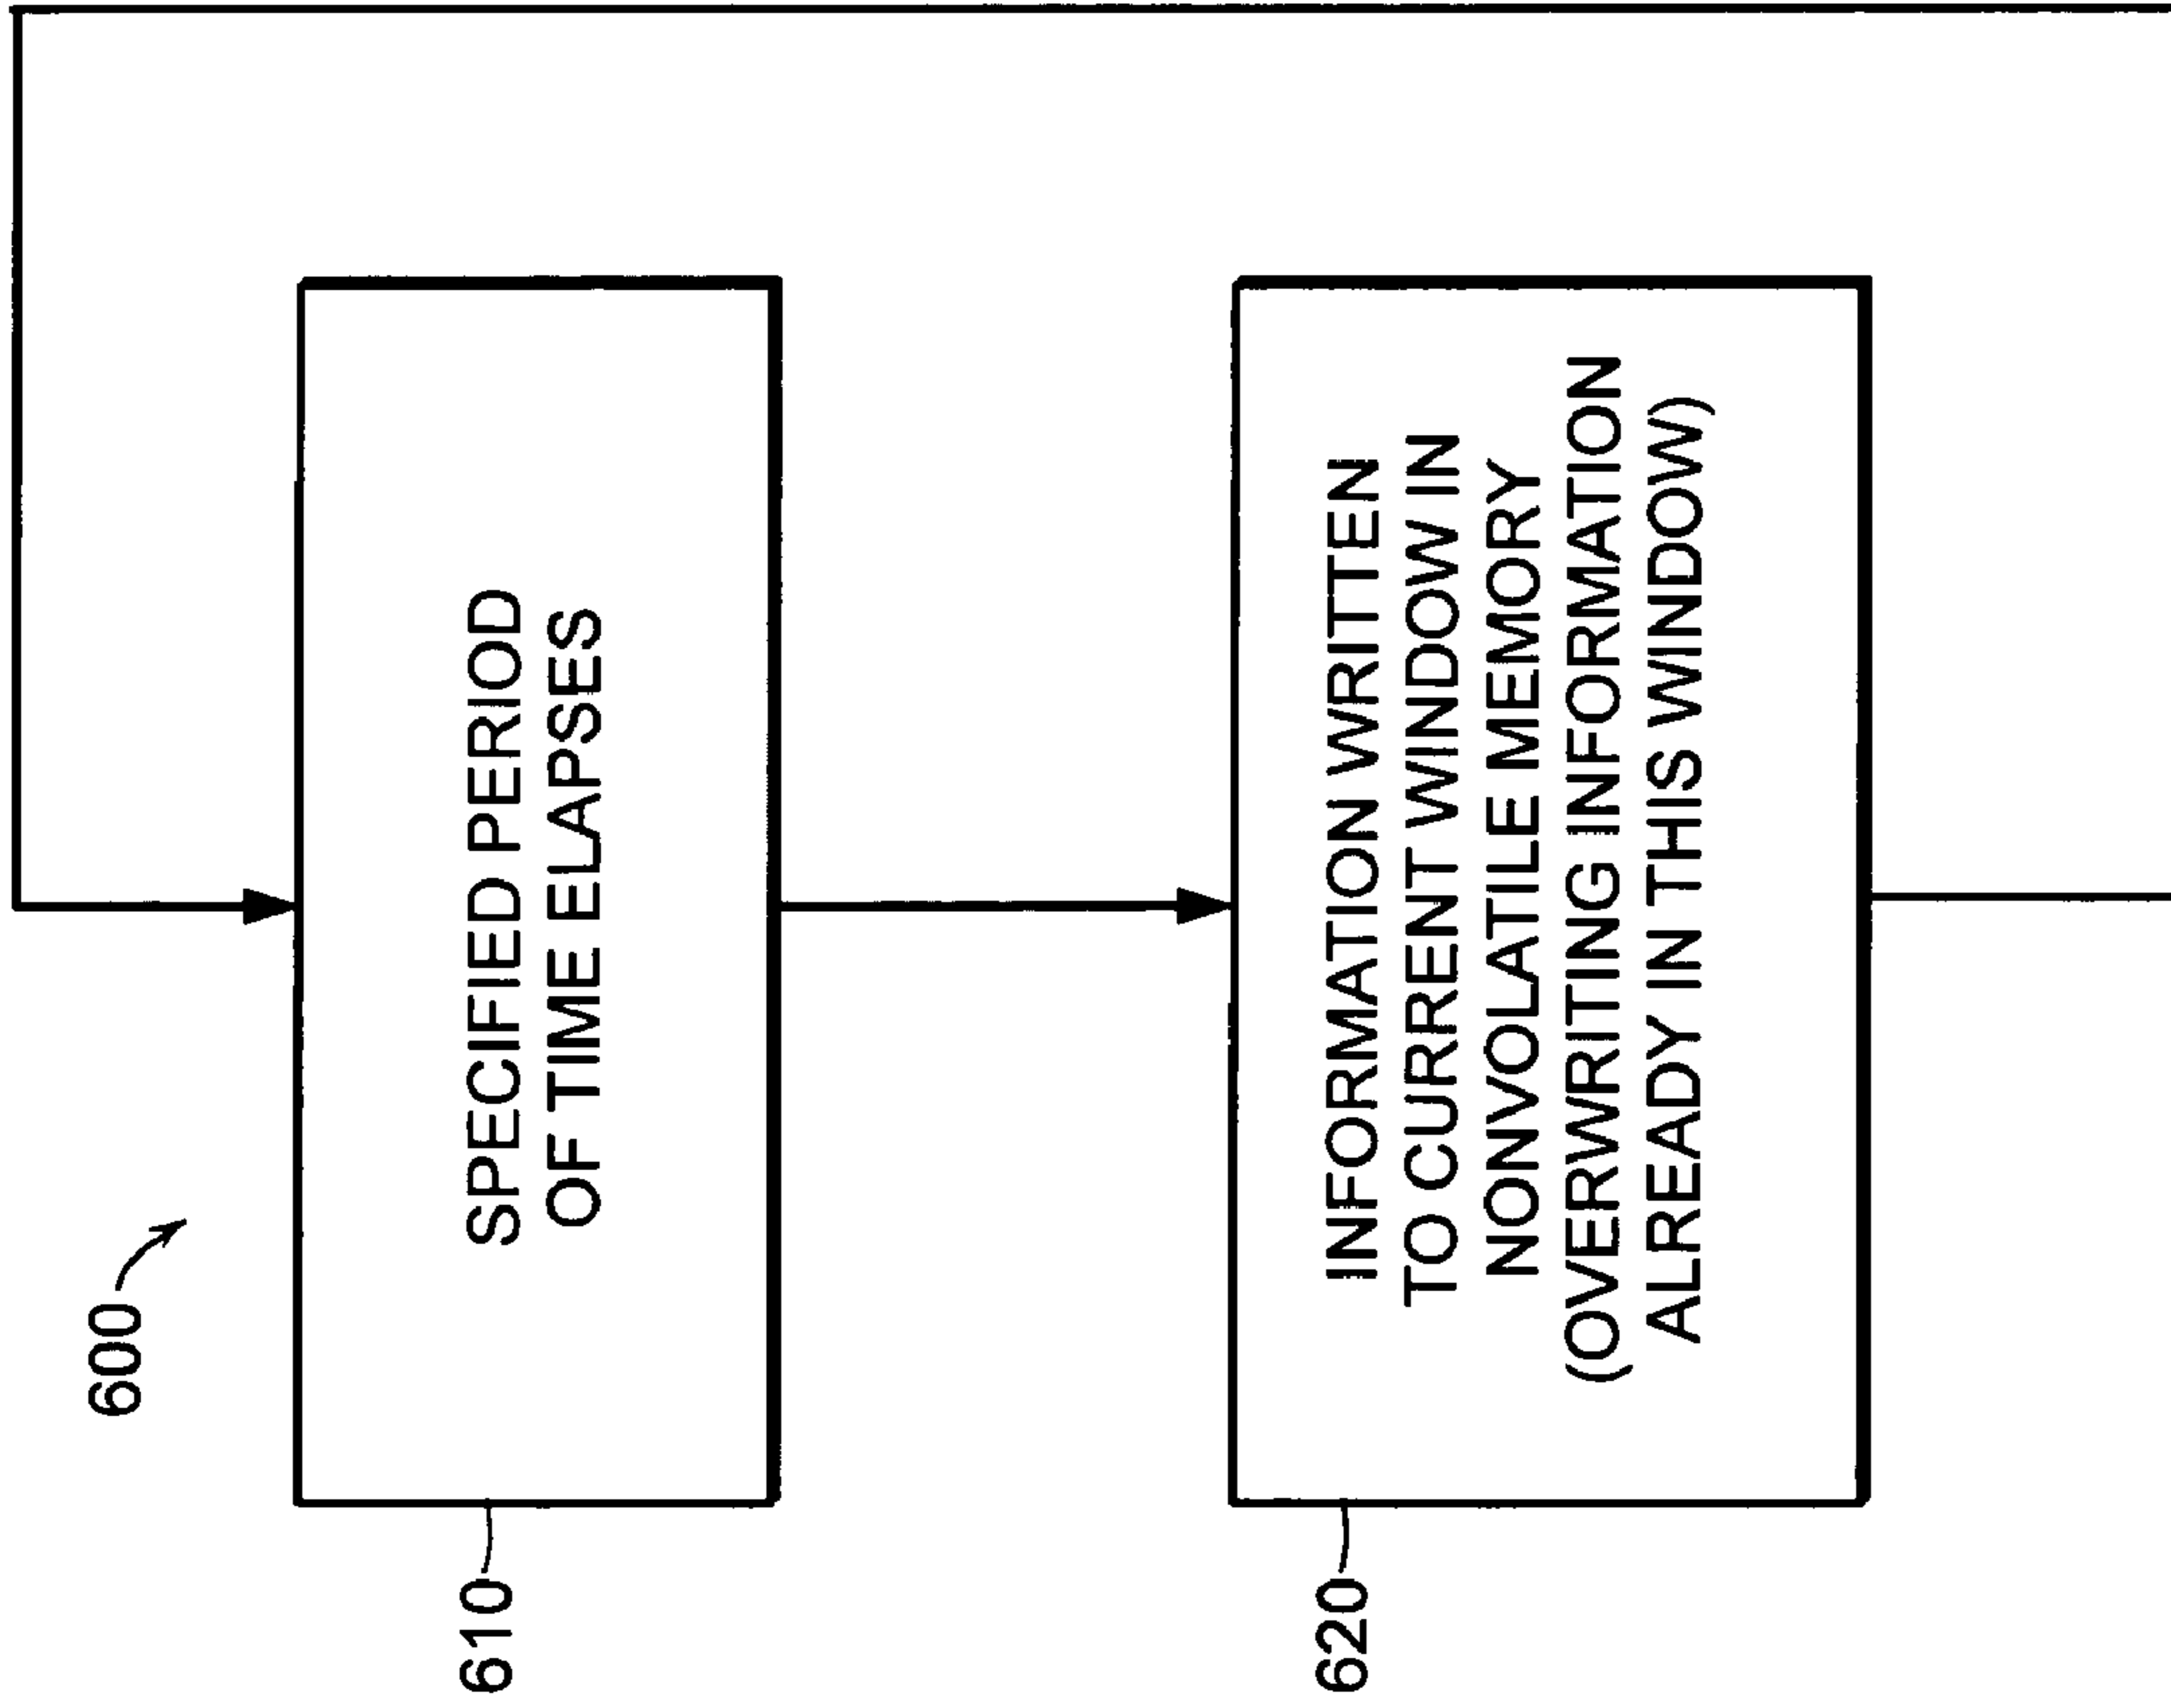 600
610
SPECIFIED PERIOD
OF TIME ELAPSES
620
INFORMATION WRITTEN
TO CURRENT WINDOW IN
NONVOLATILE MEMORY
(OVERWRITING INFORMATION
ALREADY IN THIS WINDOW)